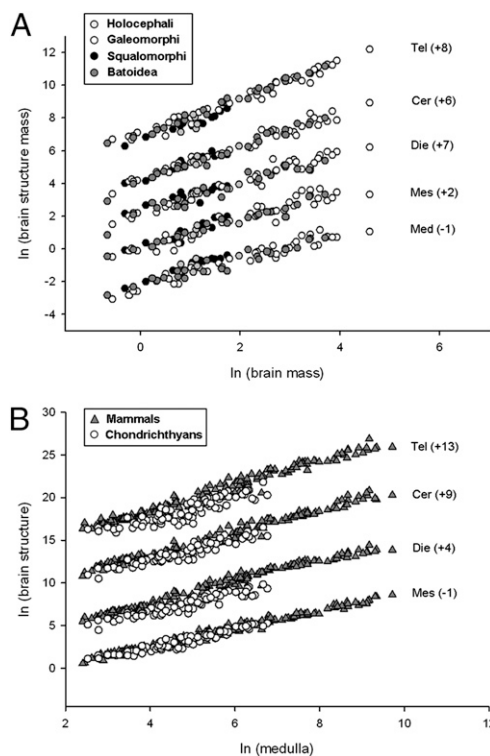 A
Holocephali
Galeomorphi
Squalomorphi
Batoidea
Tel (+8)
Cer (+6)
Die (+7)
Mes (+2)
Med (-1)
ln (brain structure mass)
12
10
8
6
4
2
0
-2
-4
0
2
4
6
ln (brain mass)
B
Mammals
Chondrichthyans
Tel (+13)
Cer (+9)
Die (+4)
Mes (-1)
ln (brain structure)
30
25
20
15
10
5
0
2
4
6
8
10
12
ln (medulla)